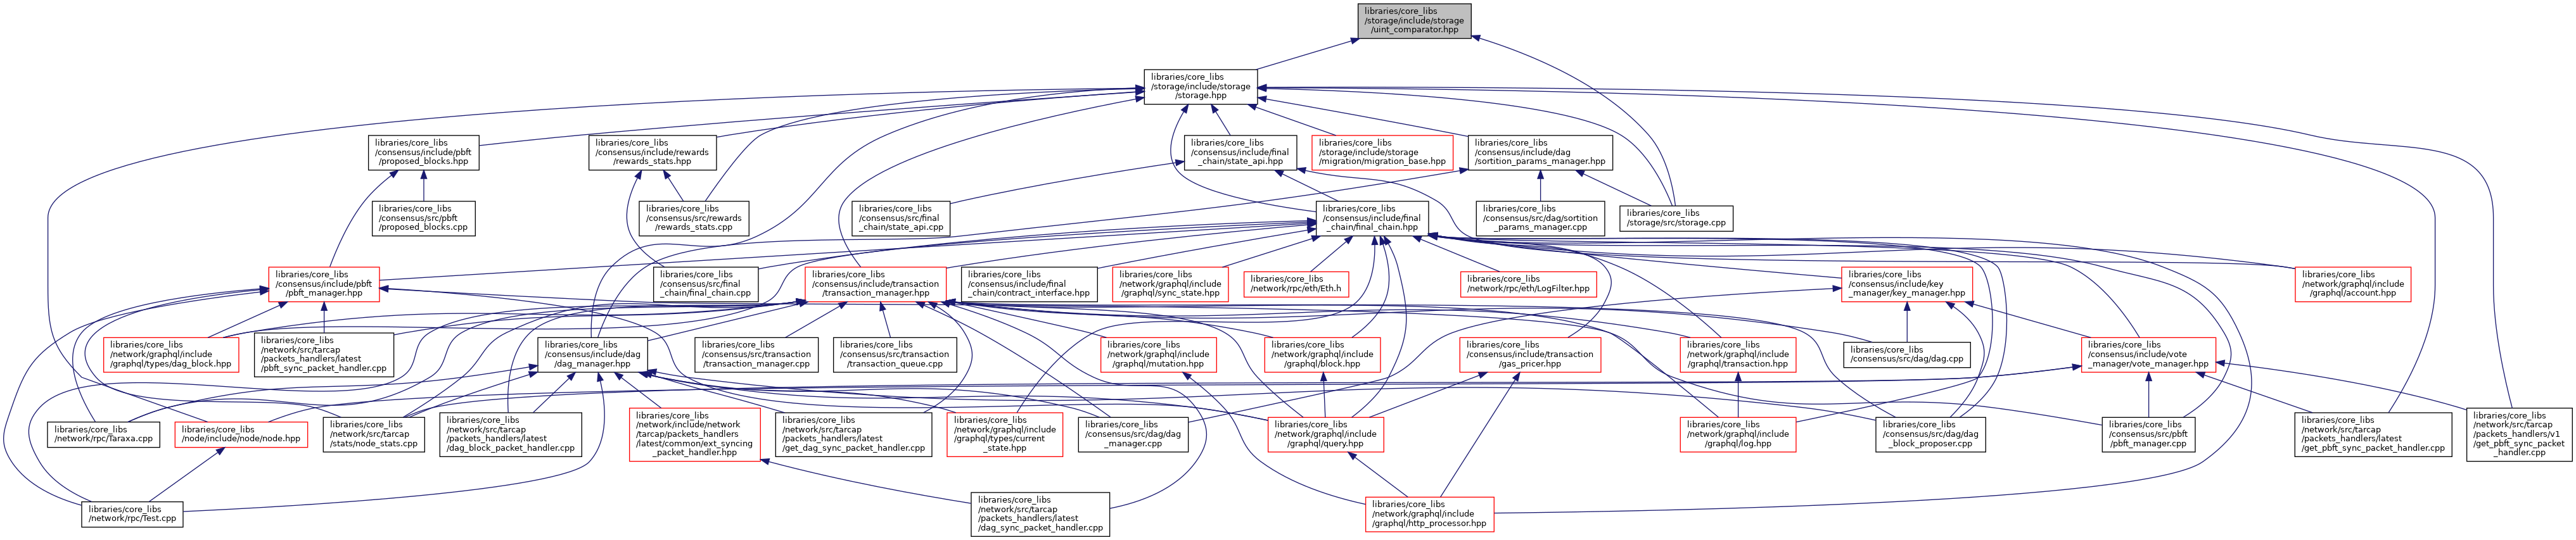 libraries/core_libs
/storage/include/storage
/uint_comparator.hpp
libraries/core_libs
/storage/include/storage
/storage.hpp
libraries/core_libs
/consensus/include/pbft
/proposed_blocks.hpp
libraries/core_libs
/consensus/include/rewards
/rewards_stats.hpp
libraries/core_libs
/consensus/include/final
_chain/state_api.hpp
libraries/core_libs
/storage/include/storage
/migration/migration_base.hpp
libraries/core_libs
/consensus/include/dag
/sortition_params_manager.hpp
libraries/core_libs
/consensus/src/pbft
/proposed_blocks.cpp
libraries/core_libs
/consensus/src/rewards
/rewards_stats.cpp
libraries/core_libs
/consensus/src/final
_chain/state_api.cpp
libraries/core_libs
/consensus/include/final
_chain/final_chain.hpp
libraries/core_libs
/consensus/src/dag/sortition
_params_manager.cpp
libraries/core_libs
/storage/src/storage.cpp
libraries/core_libs
/consensus/include/pbft
/pbft_manager.hpp
libraries/core_libs
/consensus/src/final
_chain/final_chain.cpp
libraries/core_libs
/consensus/include/transaction
/transaction_manager.hpp
libraries/core_libs
/consensus/include/final
_chain/contract_interface.hpp
libraries/core_libs
/network/graphql/include
/graphql/sync_state.hpp
libraries/core_libs
/network/rpc/eth/Eth.h
libraries/core_libs
/network/rpc/eth/LogFilter.hpp
libraries/core_libs
/consensus/include/key
_manager/key_manager.hpp
libraries/core_libs
/network/graphql/include
/graphql/account.hpp
libraries/core_libs
/network/graphql/include
/graphql/types/dag_block.hpp
libraries/core_libs
/network/src/tarcap
/packets_handlers/latest
/pbft_sync_packet_handler.cpp
libraries/core_libs
/consensus/include/dag
/dag_manager.hpp
libraries/core_libs
/consensus/src/transaction
/transaction_manager.cpp
libraries/core_libs
/consensus/src/transaction
/transaction_queue.cpp
libraries/core_libs
/network/graphql/include
/graphql/mutation.hpp
libraries/core_libs
/network/graphql/include
/graphql/block.hpp
libraries/core_libs
/consensus/include/transaction
/gas_pricer.hpp
libraries/core_libs
/network/graphql/include
/graphql/transaction.hpp
libraries/core_libs
/consensus/src/dag/dag.cpp
libraries/core_libs
/consensus/include/vote
_manager/vote_manager.hpp
libraries/core_libs
/network/rpc/Taraxa.cpp
libraries/core_libs
/node/include/node/node.hpp
libraries/core_libs
/network/src/tarcap
/stats/node_stats.cpp
libraries/core_libs
/network/src/tarcap
/packets_handlers/latest
/dag_block_packet_handler.cpp
libraries/core_libs
/network/include/network
/tarcap/packets_handlers
/latest/common/ext_syncing
_packet_handler.hpp
libraries/core_libs
/network/src/tarcap
/packets_handlers/latest
/get_dag_sync_packet_handler.cpp
libraries/core_libs
/network/graphql/include
/graphql/types/current
_state.hpp
libraries/core_libs
/consensus/src/dag/dag
_manager.cpp
libraries/core_libs
/network/graphql/include
/graphql/query.hpp
libraries/core_libs
/network/graphql/include
/graphql/log.hpp
libraries/core_libs
/consensus/src/dag/dag
_block_proposer.cpp
libraries/core_libs
/consensus/src/pbft
/pbft_manager.cpp
libraries/core_libs
/network/src/tarcap
/packets_handlers/latest
/get_pbft_sync_packet_handler.cpp
libraries/core_libs
/network/src/tarcap
/packets_handlers/v1
/get_pbft_sync_packet
_handler.cpp
libraries/core_libs
/network/rpc/Test.cpp
libraries/core_libs
/network/src/tarcap
/packets_handlers/latest
/dag_sync_packet_handler.cpp
libraries/core_libs
/network/graphql/include
/graphql/http_processor.hpp